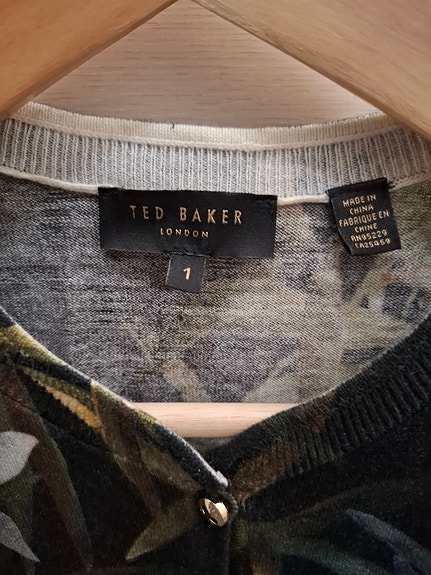 TED BAKER
LONDON
1
MADE IN
CHINA
FABRIQUE EN
CHINE
RN95229
CA25459